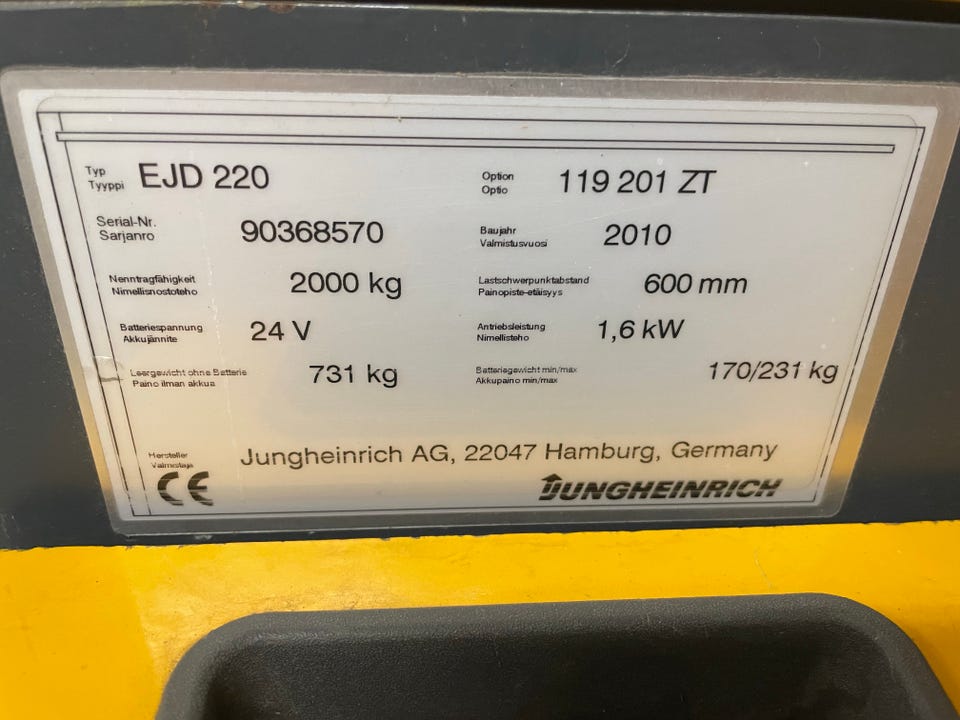 Typ EJD 220 Option 119 201 ZT
Tyyppi Optio
Serial-Nr. 90368570 Baujahr 2010
Sarjanro Valmistusvuosi
Nenntragfähigkeit 2000 kg Lastschwerpunktabstand 600 mm
Nimellisnostoteho Painopiste-etäisyys
Batteriespannung 24 V Antriebsleistung 1,6 kW
Akkujännite Nimellisteho
Leergewicht ohne Batterie 731 kg Batteriegewicht min/max 170/231 kg
Paino ilman akkua Akkupaino min/max
Hersteller Jungheinrich AG, 22047 Hamburg, Germany
Valmistaja
CE JUNGHEINRICH